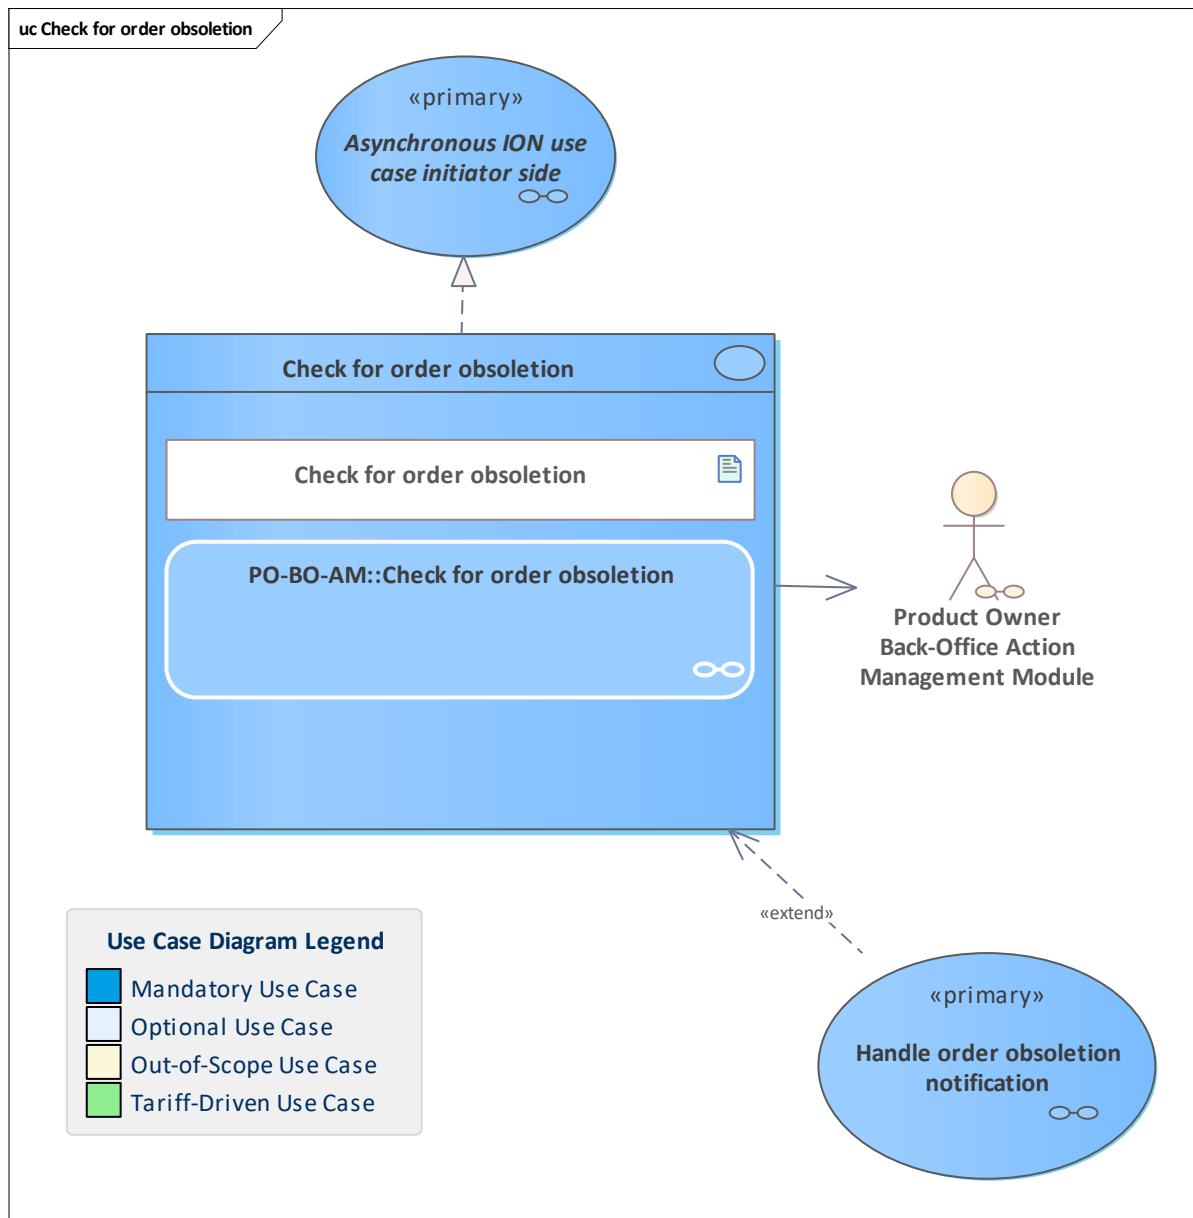 uc Check for order obsoletion
«primary»
Asynchronous ION use
case initiator side
Check for order obsoletion
Check for order obsoletion
PO-BO-AM::Check for order obsoletion
Product Owner
Back-Office Action
Management Module
«extend»
«primary»
Handle order obsoletion
notification
Use Case Diagram Legend
Mandatory Use Case
Optional Use Case
Out-of-Scope Use Case
Tariff-Driven Use Case